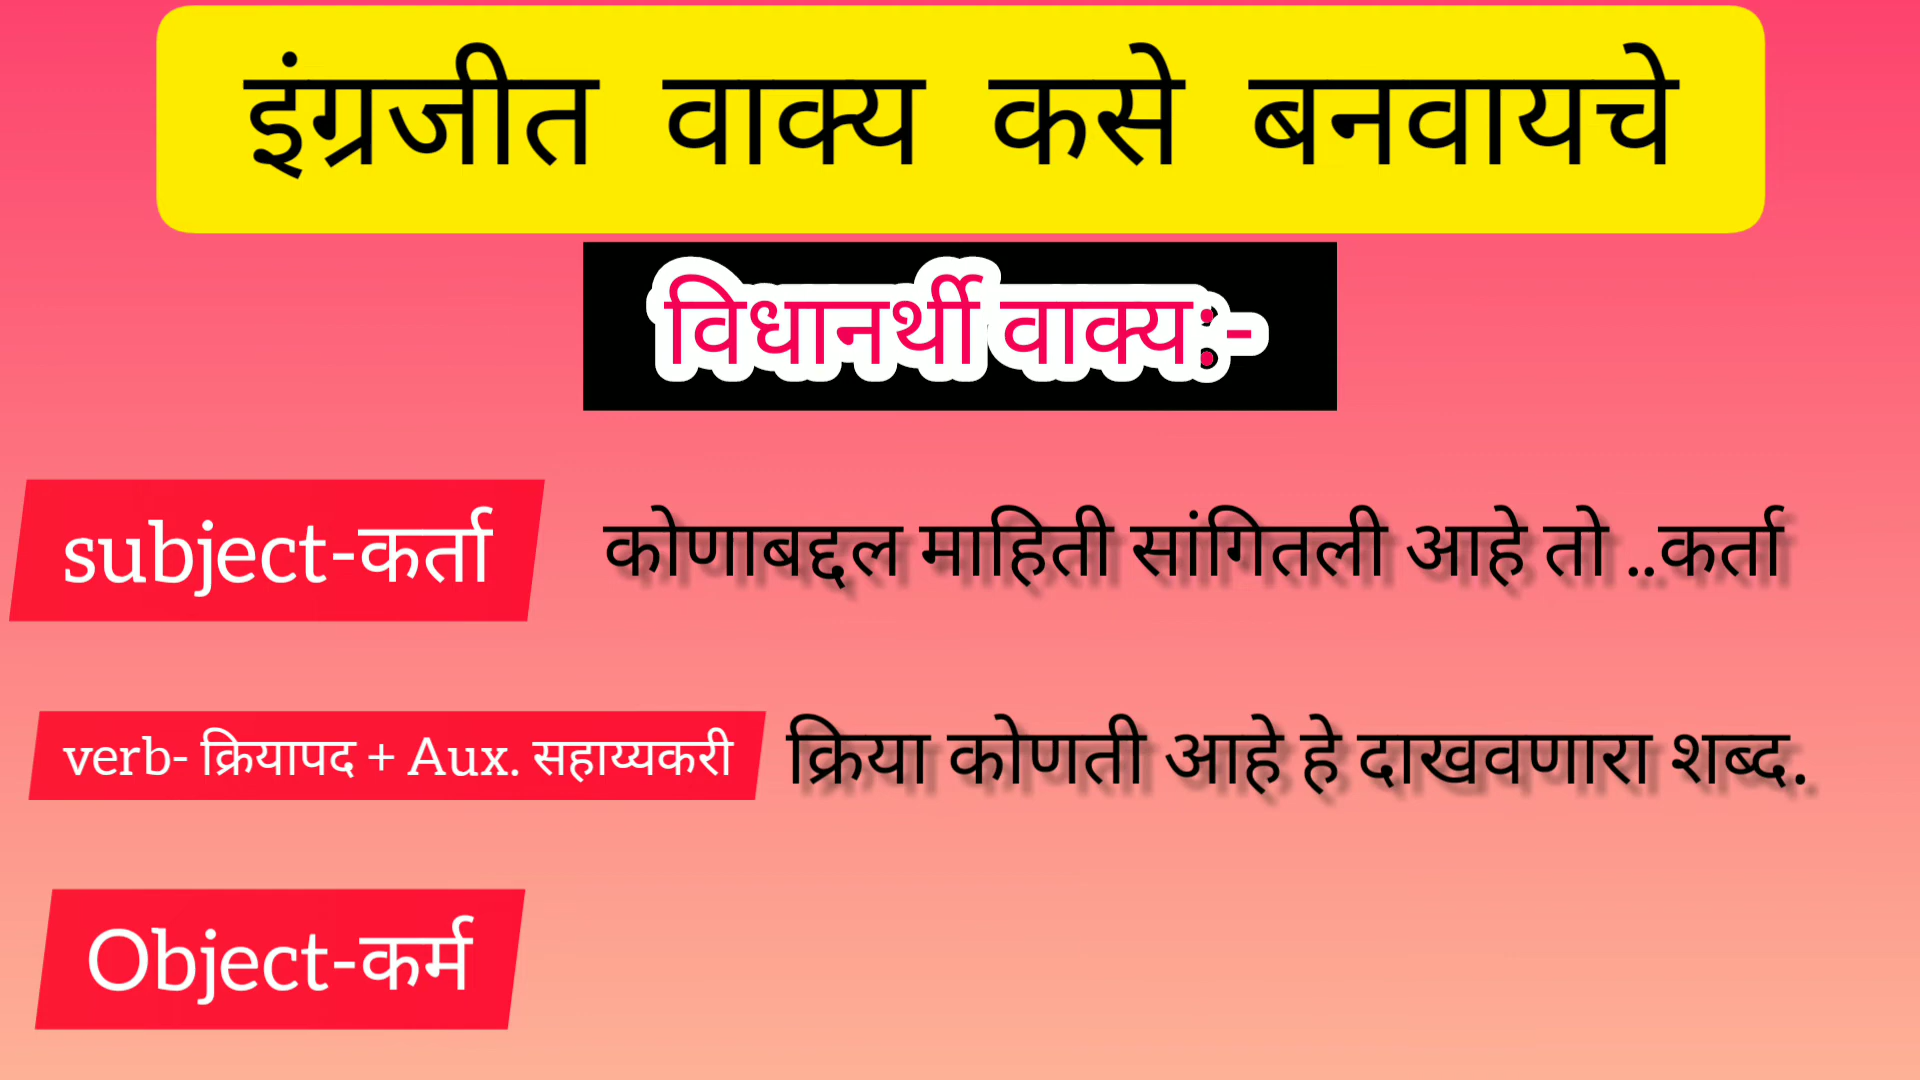 इंग्रजीत वाक्य कसे बनवायचे
विधानर्थी वाक्य:-
subject-कर्ता कोणाबद्दल माहिती सांगितली आहे तो ..कर्ता
verb- क्रियापद + Aux. सहाय्यकरी क्रिया कोणती आहे हे दाखवणारा शब्द.
Object-कर्म